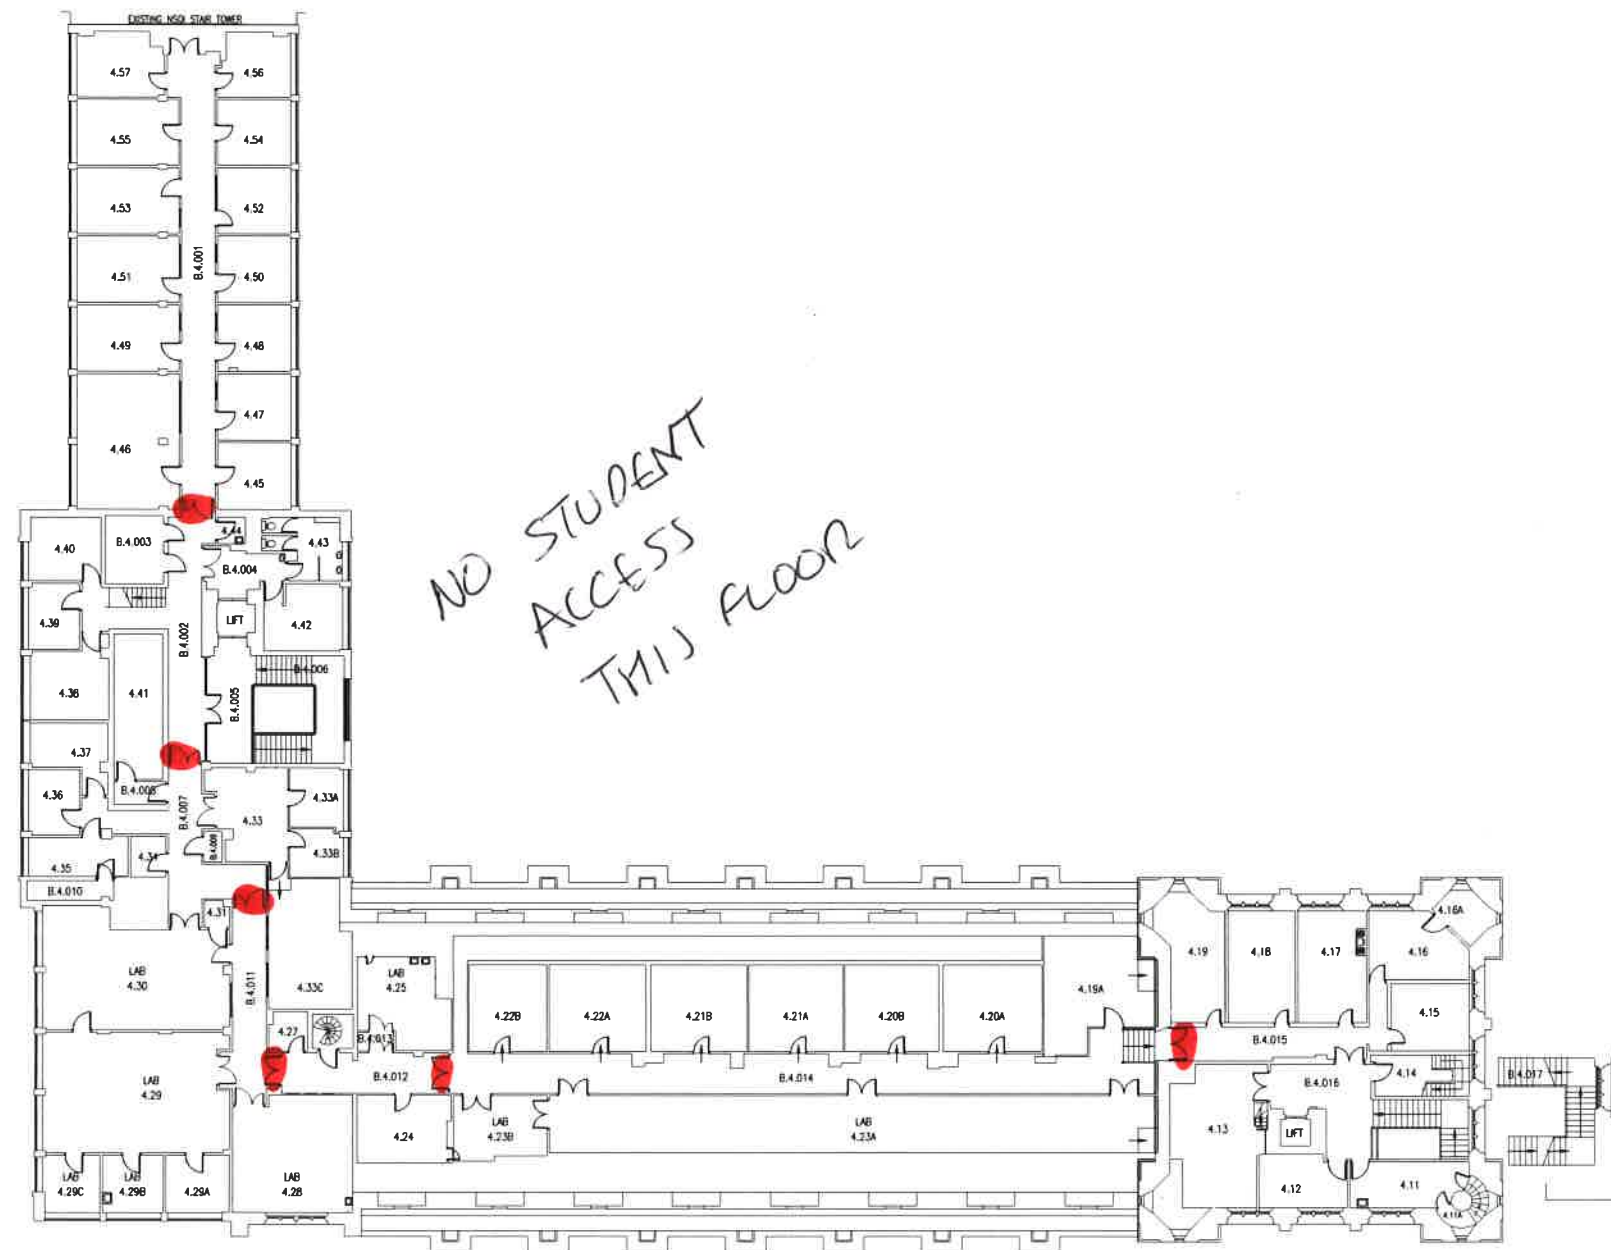 EXISTING NSQI STAIR TOWER
4.57
4.56
4.55
4.54
4.53
4.52
B.4.001
4.51
4.50
4.49
4.48
4.47
4.46
4.45
NO STUDENT
ACCESS
THIS FLOOR
4.44
4.40
B.4.003
4.43
B.4.004
4.39
LIFT
4.42
B.4.002
4.38
4.41
B.4.005
B.4.006
4.37
4.36
B.4.008
B.4.007
4.33
4.33A
B.4.009
4.33B
4.35
4.34
B.4.010
4.31
LAB
4.30
B.4.011
4.33C
LAB
4.25
4.27
B.4.013
4.22B
4.22A
4.21B
4.21A
4.20B
4.20A
4.19A
4.19
4.18
4.17
4.16
4.16A
4.15
B.4.015
LAB
4.29
B.4.012
B.4.014
4.14
B.4.016
B.4.017
4.24
LAB
4.23B
LAB
4.23A
4.13
LIFT
LAB
4.29C
LAB
4.29B
4.29A
LAB
4.28
4.12
4.11
4.11A